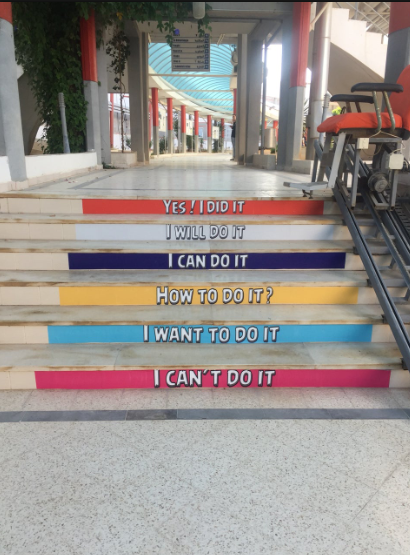 YES! I DID IT
I WILL DO IT
I CAN DO IT
HOW TO DO IT?
I WANT TO DO IT
I CAN'T DO IT